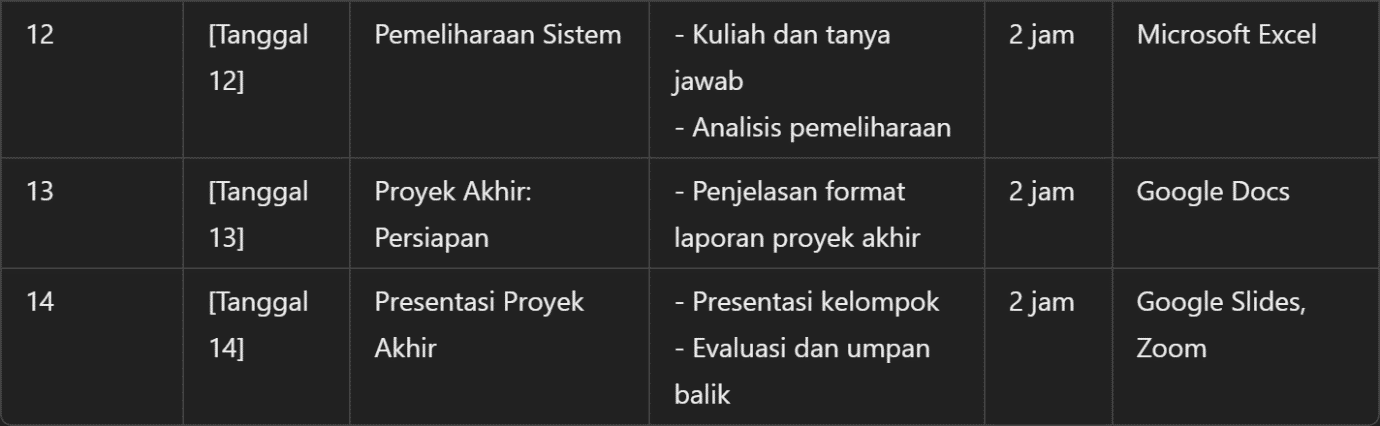 12
[Tanggal
12]
Pemeliharaan Sistem
- Kuliah dan tanya
jawab
- Analisis pemeliharaan
2 jam
Microsoft Excel
13
[Tanggal
13]
Proyek Akhir:
Persiapan
- Penjelasan format
laporan proyek akhir
2 jam
Google Docs
14
[Tanggal
14]
Presentasi Proyek
Akhir
- Presentasi kelompok
- Evaluasi dan umpan
balik
2 jam
Google Slides,
Zoom